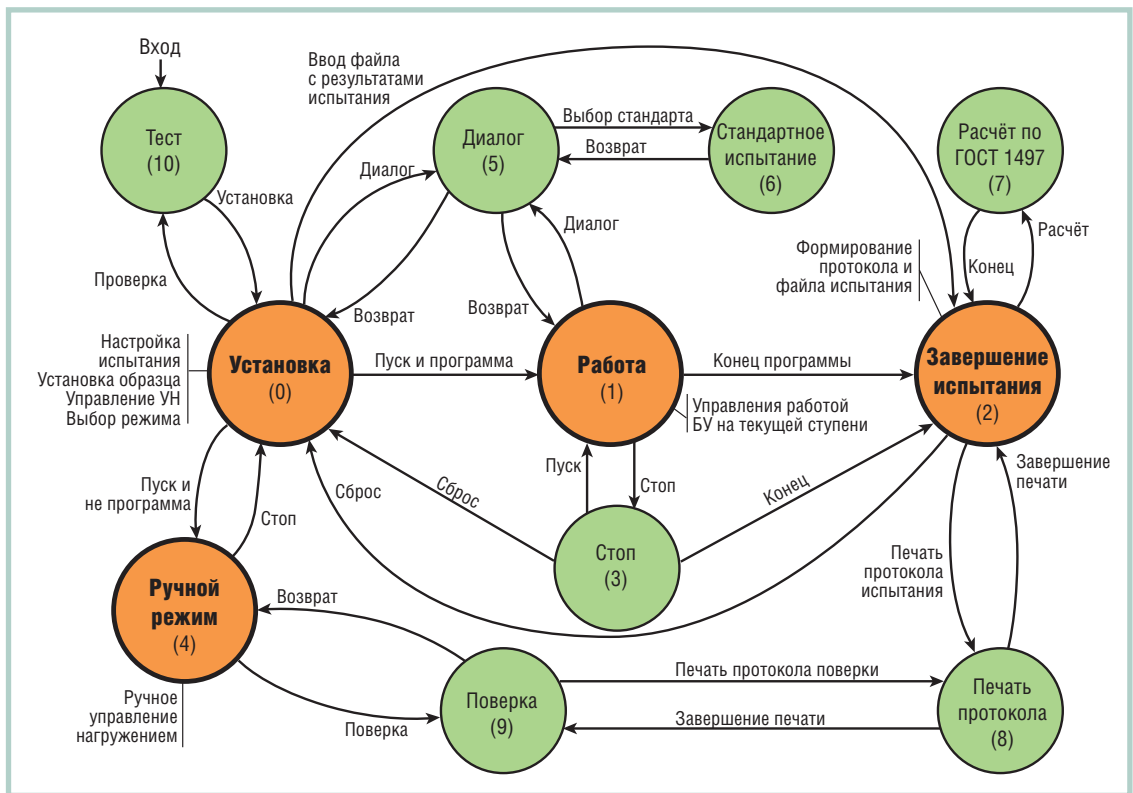 Вход
Тест
(10)
Установка
Проверка
Ввод файла
с результатами
испытания
Диалог
(5)
Диалог
Возврат
Выбор стандарта
Возврат
Стандартное
испытание
(6)
Расчёт по
ГОСТ 1497
(7)
Расчёт
Конец
Диалог
Возврат
Формирование
протокола и
файла испытания
Настройка
испытания
Установка образца
Управление УН
Выбор режима
Установка
(0)
Пуск и программа
Работа
(1)
Конец программы
Завершение
испытания
(2)
Управления работой
БУ на текущей ступени
Пуск
Стоп
Сброс
Конец
Завершение
печати
Пуск и
не программа
Стоп
Сброс
Стоп
(3)
Печать
протокола
испытания
Ручной
режим
(4)
Возврат
Ручное
управление
нагружением
Поверка
Поверка
(9)
Печать протокола поверки
Завершение печати
Печать
протокола
(8)